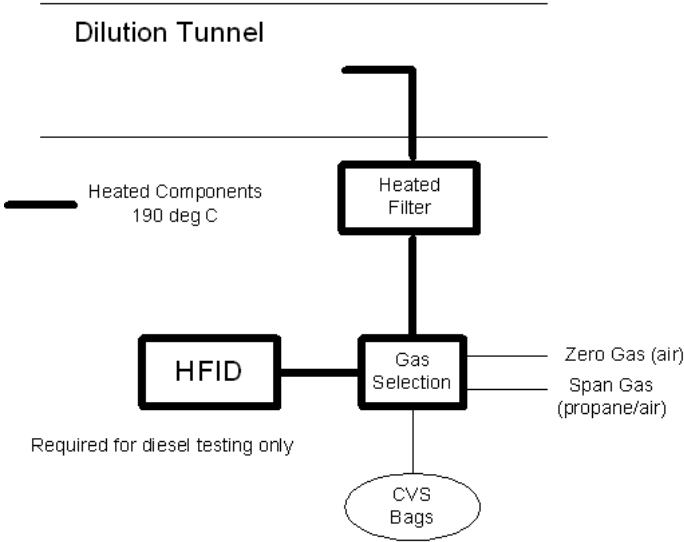 Dilution Tunnel
Heated Components
190 deg C
Heated
Filter
HFID
Gas
Selection
Zero Gas (air)
Span Gas
(propane/air)
Required for diesel testing only
CVS
Bags